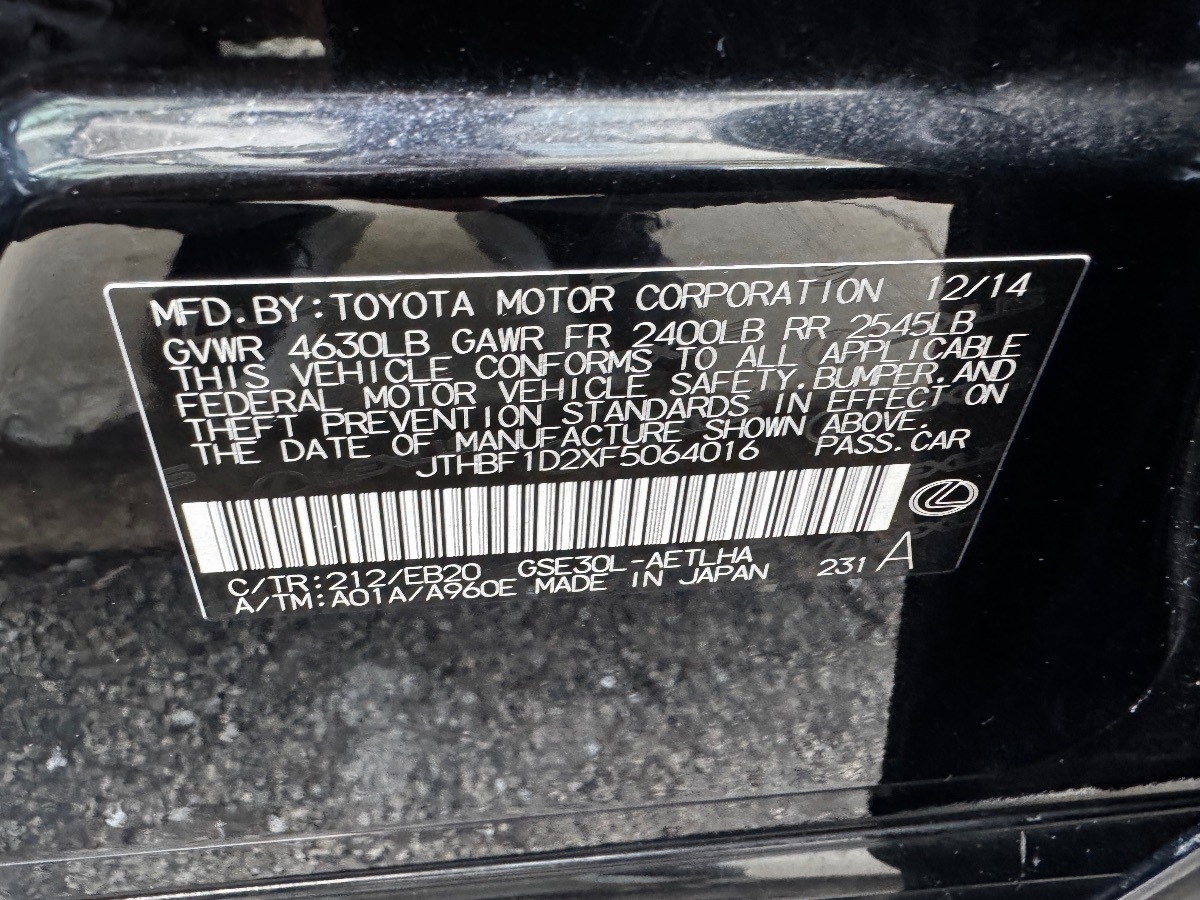 MFD.BY:TOYOTA MOTOR CORPORATION 12/14
GVWR 4630LB GAWR FR 2400LB RR 2545LB
THIS VEHICLE CONFORMS TO ALL APPLICABLE
FEDERAL MOTOR VEHICLE SAFETY,BUMPER,AND
THEFT PREVENTION STANDARDS IN EFFECT ON
THE DATE OF MANUFACTURE SHOWN ABOVE.
JTHBF1D2XF5064016 PASS.CAR
C/TR:212/EB20 GSE30L-AETLHA 231 A
A/TM:A01A/A960E MADE IN JAPAN